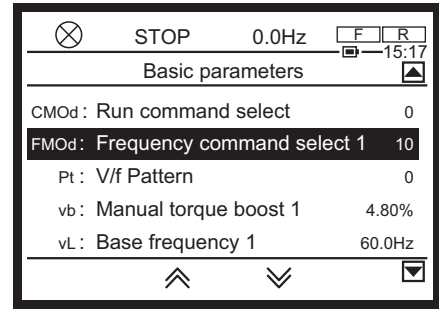 STOP 0.0Hz F R
15:17
Basic parameters
CMOd: Run command select 0
FMOd: Frequency command select 1 10
Pt: V/f Pattern 0
vb: Manual torque boost 1 4.80%
vL: Base frequency 1 60.0Hz